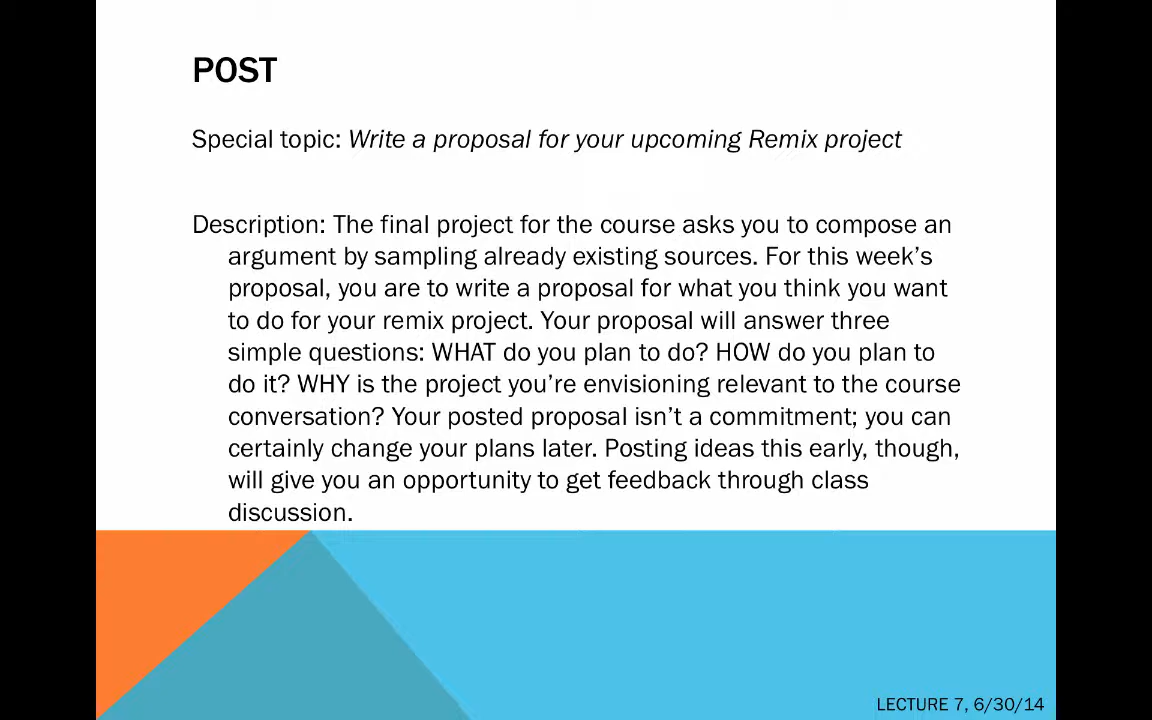 POST
Special topic: Write a proposal for your upcoming Remix project
Description: The final project for the course asks you to compose an
argument by sampling already existing sources. For this week’s
proposal, you are to write a proposal for what you think you want
to do for your remix project. Your proposal will answer three
simple questions: WHAT do you plan to do? HOW do you plan to
do it? WHY is the project you’re envisioning relevant to the course
conversation? Your posted proposal isn’t a commitment; you can
certainly change your plans later. Posting ideas this early, though,
will give you an opportunity to get feedback through class
discussion.
LECTURE 7, 6/30/14